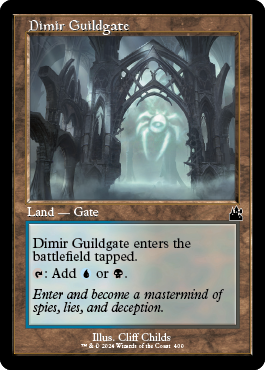 Dimir Guildgate
Land — Gate
Dimir Guildgate enters the
battlefield tapped.
: Add or .
Enter and become a mastermind of
spies, lies, and deception.
Illus. Cliff Childs
™ & © 2024 Wizards of the Coast 400